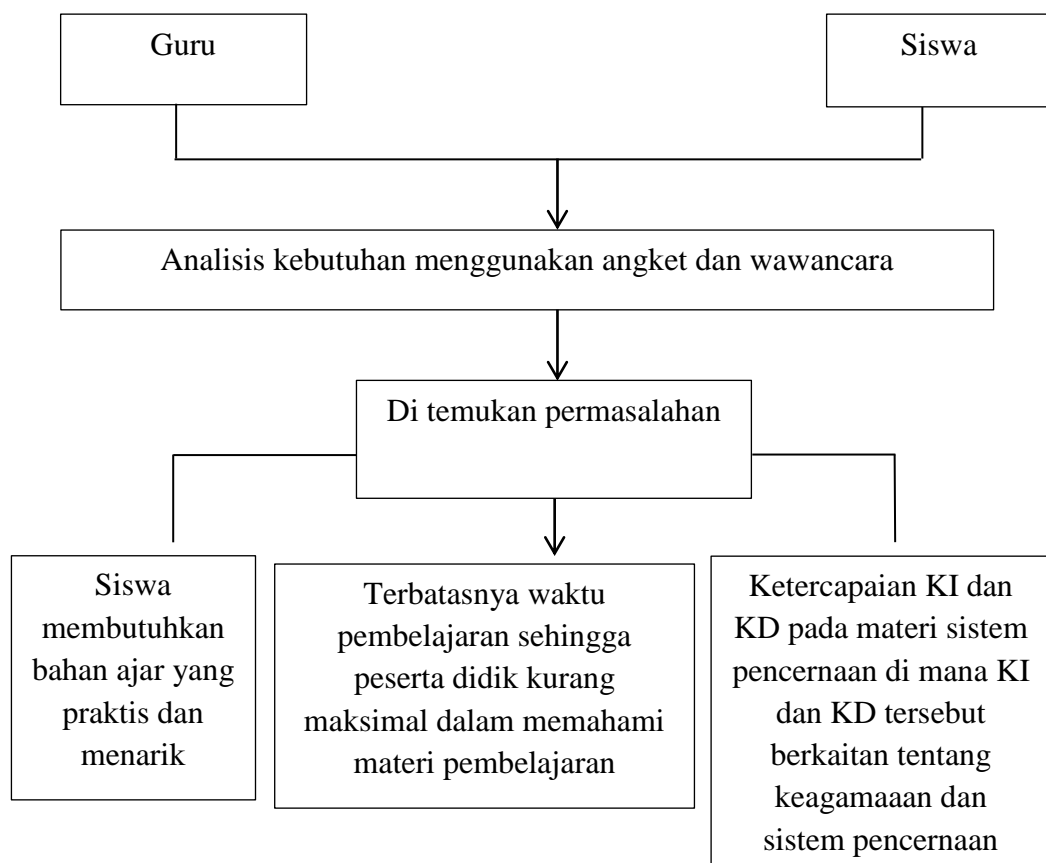 Guru
Siswa
Analisis kebutuhan menggunakan angket dan wawancara
Di temukan permasalahan
Siswa
membutuhkan
bahan ajar yang
praktis dan
menarik
Terbatasnya waktu
pembelajaran sehingga
peserta didik kurang
maksimal dalam memahami
materi pembelajaran
Ketercapaian KI dan
KD pada materi sistem
pencernaan di mana KI
dan KD tersebut
berkaitan tentang
keagamaaan dan
sistem pencernaan